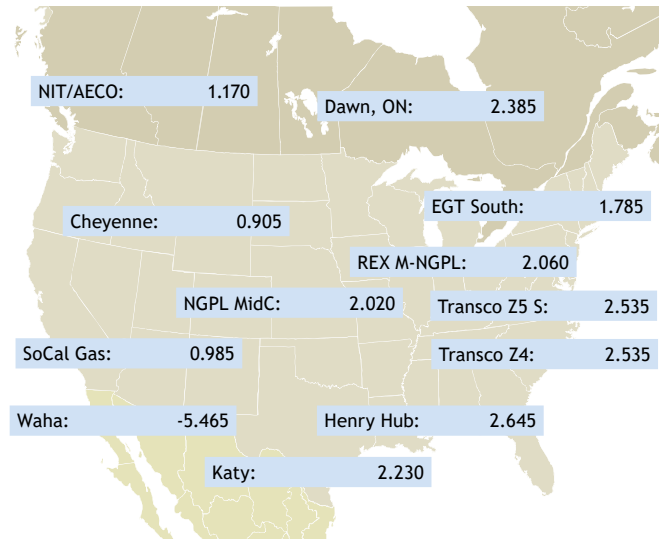 NIT/AECO: 1.170
Dawn, ON: 2.385
EGT South: 1.785
Cheyenne: 0.905
REX M-NGPL: 2.060
NGPL MidC: 2.020
Transco Z5 S: 2.535
SoCal Gas: 0.985
Transco Z4: 2.535
Waha: -5.465
Henry Hub: 2.645
Katy: 2.230